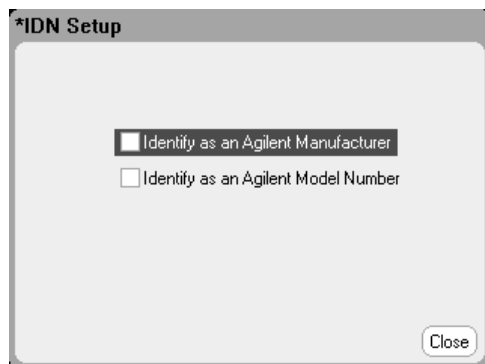 *IDN Setup
Identify as an Agilent Manufacturer
Identify as an Agilent Model Number
Close